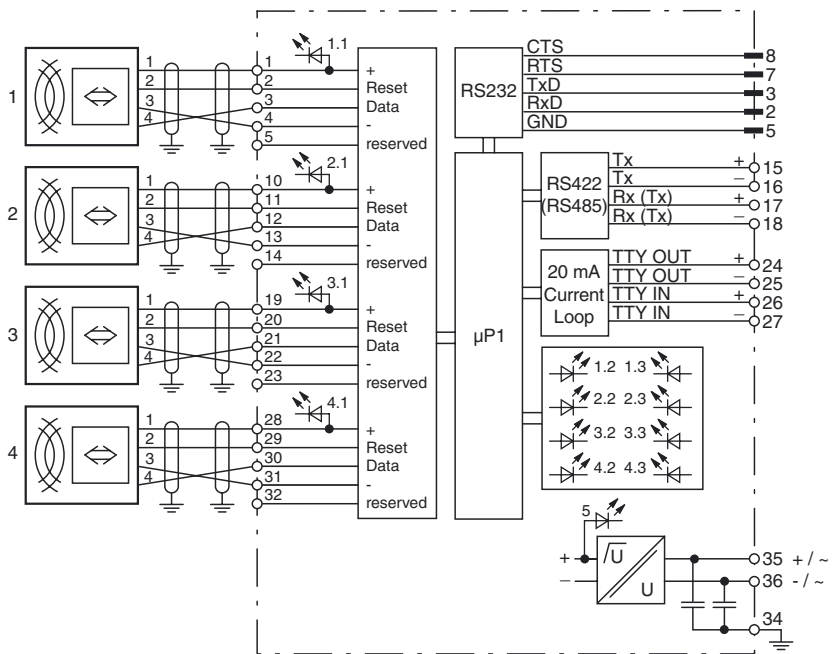 1
1
2
3
4
1
2
3
4
5
1.1
+
Reset
Data
-
reserved
2
1
2
3
4
10
11
12
13
14
2.1
+
Reset
Data
-
reserved
3
1
2
3
4
19
20
21
22
23
3.1
+
Reset
Data
-
reserved
4
1
2
3
4
28
29
30
31
32
4.1
+
Reset
Data
-
reserved
RS232
CTS 8
RTS 7
TxD 3
RxD 2
GND 5
µP1
RS422
(RS485)
Tx + 15
Tx − 16
Rx (Tx) + 17
Rx (Tx) − 18
20 mA
Current
Loop
TTY OUT + 24
TTY OUT − 25
TTY IN + 26
TTY IN − 27
1.2 1.3
2.2 2.3
3.2 3.3
4.2 4.3
5
+
−
U
U
35 + / ~
36 - / ~
34